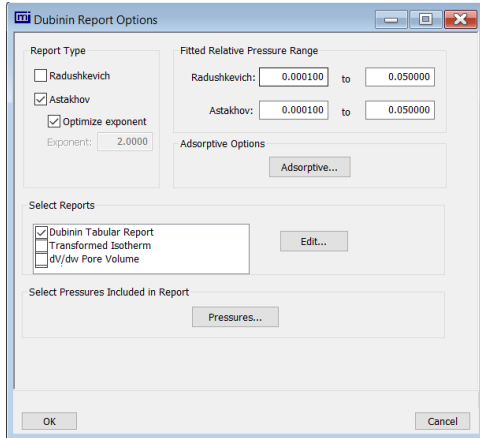 Dubinin Report Options
Report Type
Radushkevich
Astakhov
Optimize exponent
Exponent: 2.0000
Fitted Relative Pressure Range
Radushkevich: 0.000100 to 0.050000
Astakhov: 0.000100 to 0.050000
Adsorptive Options
Adsorptive...
Select Reports
Dubinin Tabular Report
Transformed Isotherm
dV/dw Pore Volume
Edit...
Select Pressures Included in Report
Pressures...
OK Cancel